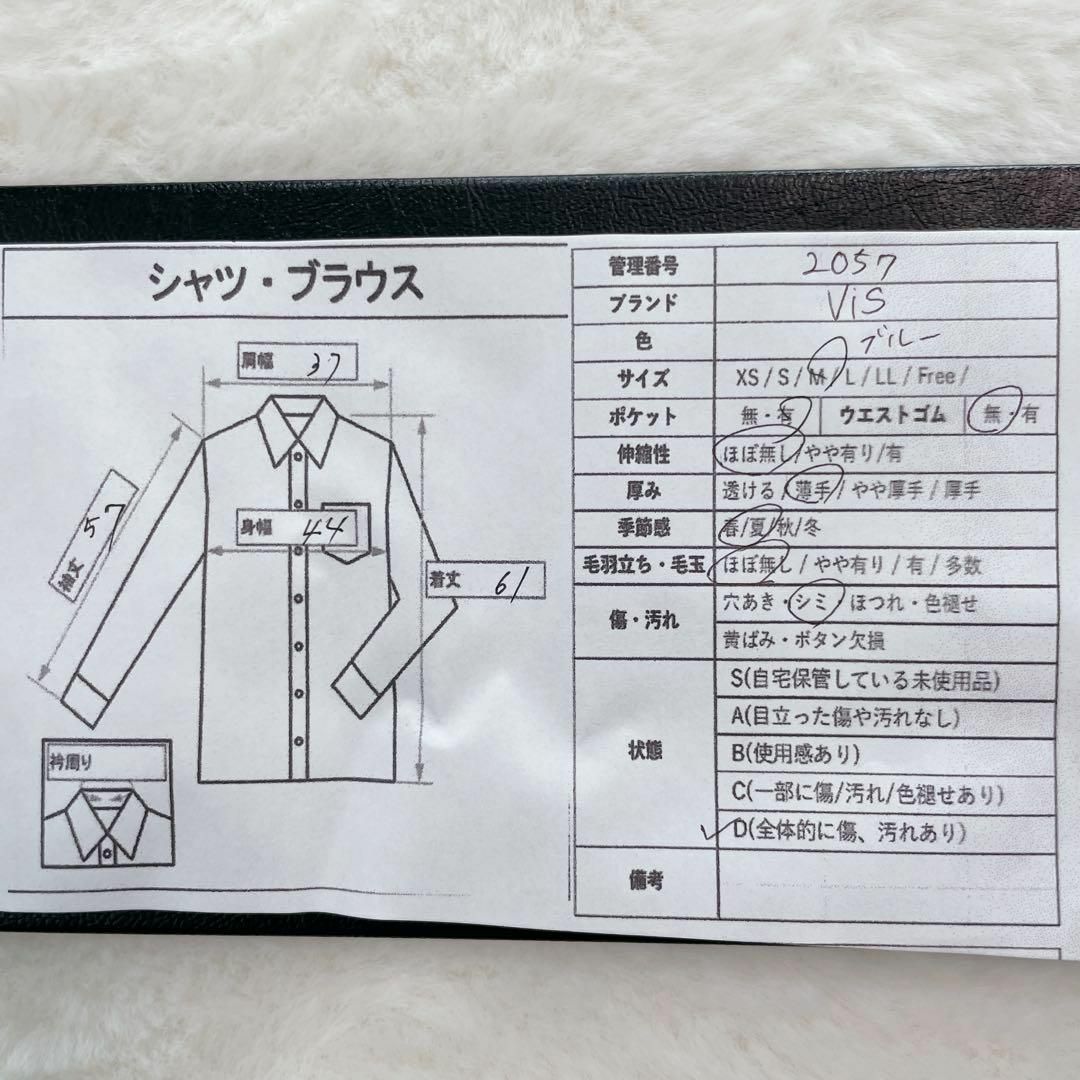 シャツ・ブラウス
肩幅 37
袖丈 57
身幅 44
着丈 61
衿周り
管理番号 2057
ブランド ViS
色 ブルー
サイズ XS / S / M / L / LL / Free /
ポケット 無・有 ウエストゴム 無・有
伸縮性 ほぼ無し/やや有り/有
厚み 透ける / 薄手 / やや厚手 / 厚手
季節感 春/夏/秋/冬
毛羽立ち・毛玉 ほぼ無し / やや有り / 有 / 多数
傷・汚れ 穴あき・シミ・ほつれ・色褪せ
黄ばみ・ボタン欠損
状態 S(自宅保管している未使用品)
A(目立った傷や汚れなし)
B(使用感あり)
C(一部に傷/汚れ/色褪せあり)
D(全体的に傷、汚れあり)
備考